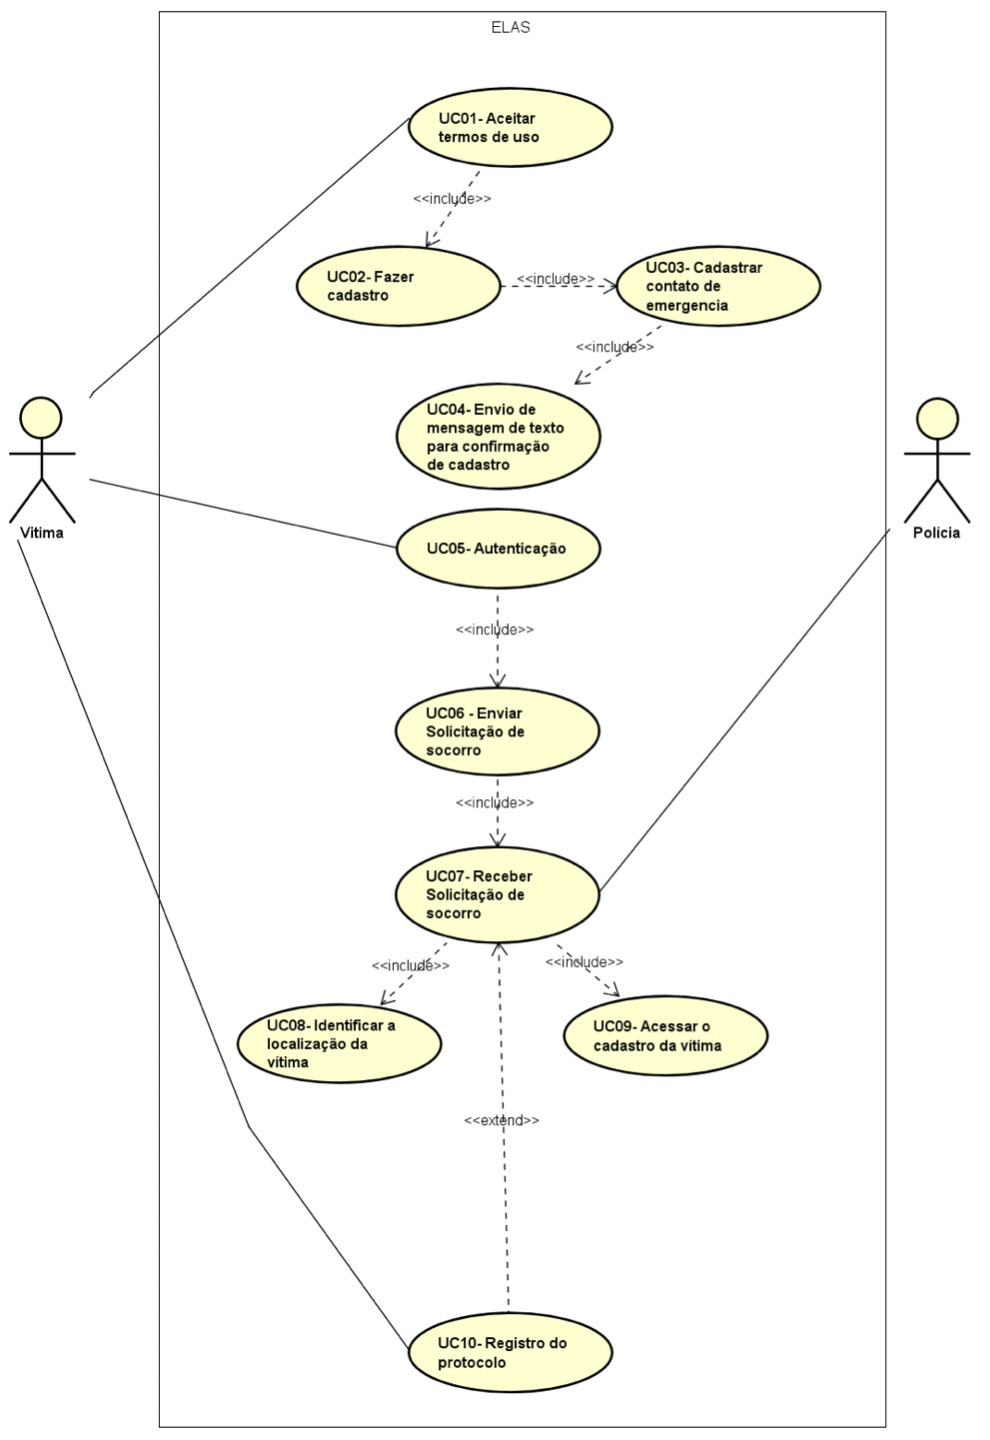 ELAS
UC01- Aceitar
termos de uso
<<include>>
UC02- Fazer
cadastro
<<include>>
UC03- Cadastrar
contato de
emergencia
<<include>>
UC04- Envio de
mensagem de texto
para confirmação
de cadastro
Vitima
Polícia
UC05- Autenticação
<<include>>
UC06 - Enviar
Solicitação de
socorro
<<include>>
UC07- Receber
Solicitação de
socorro
<<include>>
<<include>>
UC08- Identificar a
localização da
vítima
UC09- Acessar o
cadastro da vítima
<<extend>>
UC10- Registro do
protocolo